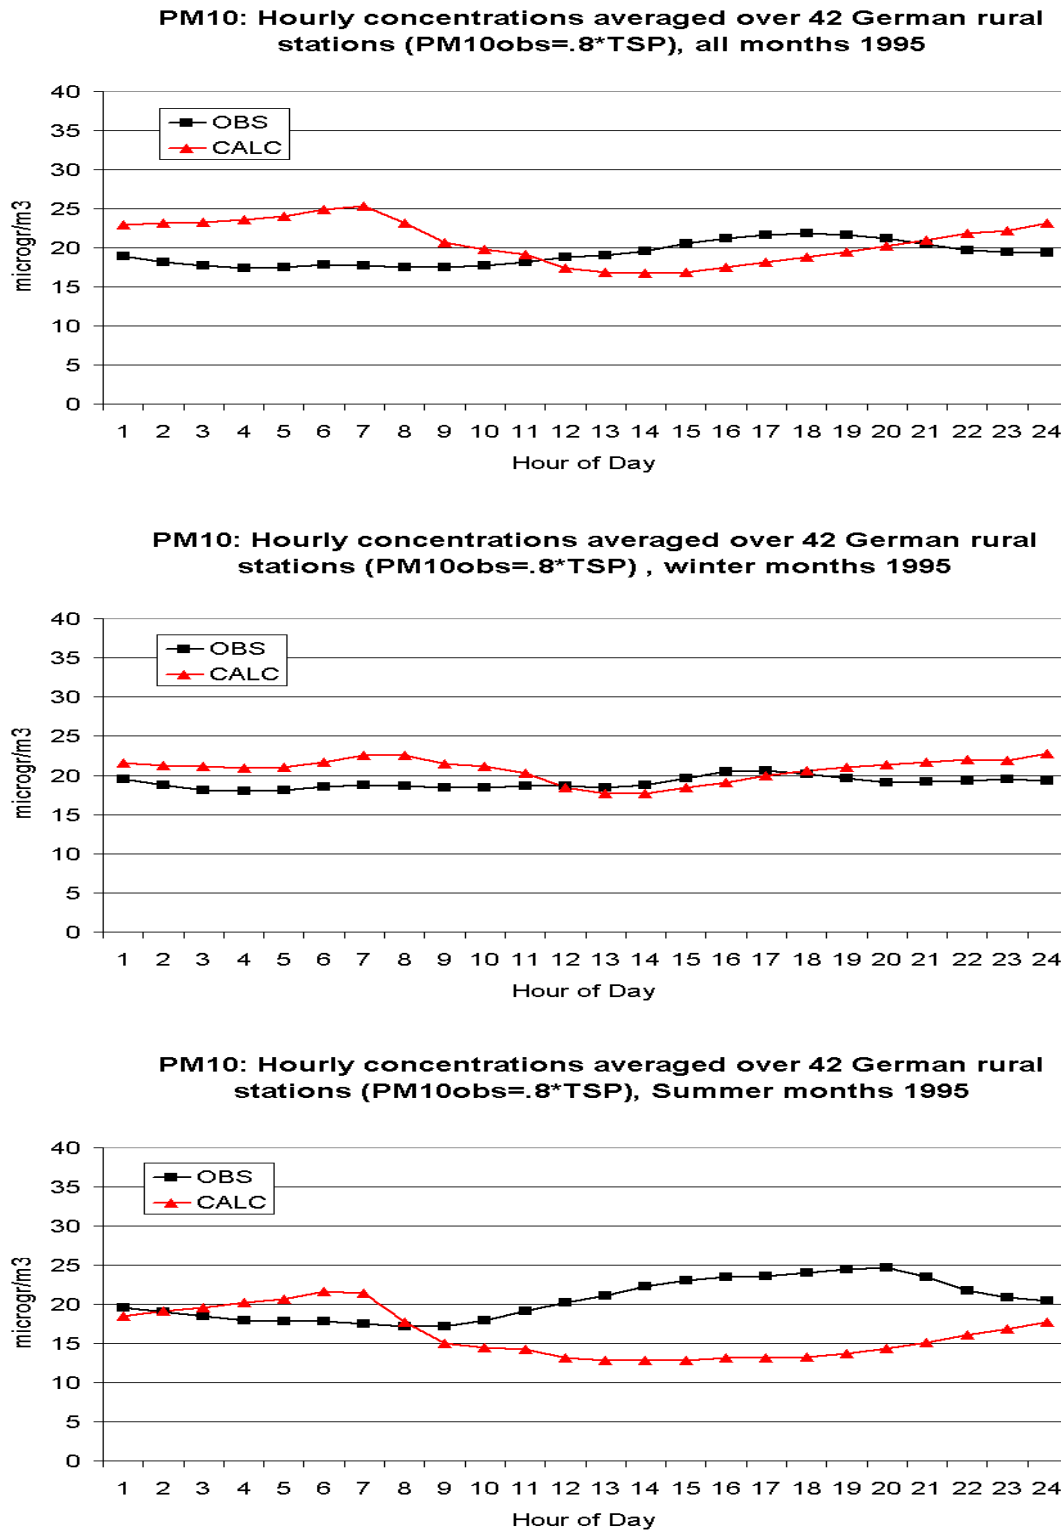 PM10: Hourly concentrations averaged over 42 German rural
stations (PM10obs=.8*TSP), all months 1995
40
35
30
25
20
15
10
5
0
OBS
CALC
microgr/m3
1 2 3 4 5 6 7 8 9 10 11 12 13 14 15 16 17 18 19 20 21 22 23 24
Hour of Day
PM10: Hourly concentrations averaged over 42 German rural
stations (PM10obs=.8*TSP) , winter months 1995
40
35
30
25
20
15
10
5
0
OBS
CALC
microgr/m3
1 2 3 4 5 6 7 8 9 10 11 12 13 14 15 16 17 18 19 20 21 22 23 24
Hour of Day
PM10: Hourly concentrations averaged over 42 German rural
stations (PM10obs=.8*TSP), Summer months 1995
40
35
30
25
20
15
10
5
0
OBS
CALC
microgr/m3
1 2 3 4 5 6 7 8 9 10 11 12 13 14 15 16 17 18 19 20 21 22 23 24
Hour of Day